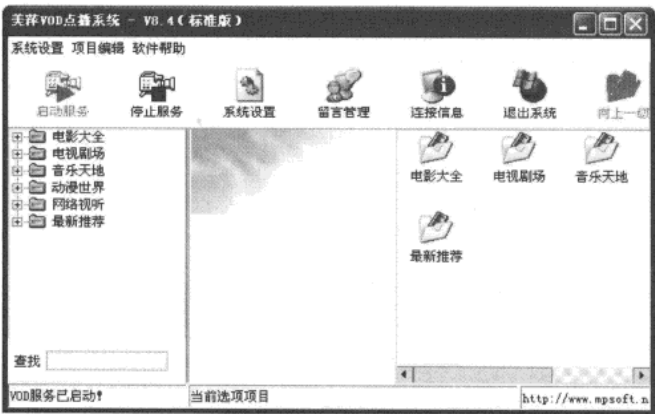 美萍VOD点播系统 - V8.4(标准版)
系统设置 项目编辑 软件帮助
启动服务 停止服务 系统设置 留言管理 连接信息 退出系统 向上一级
电影大全
电视剧场
音乐天地
动漫世界
网络视听
最新推荐
电影大全 电视剧场 音乐天地
最新推荐
查找
VOD服务已启动! 当前选项项目 http://www.mpsoft.n